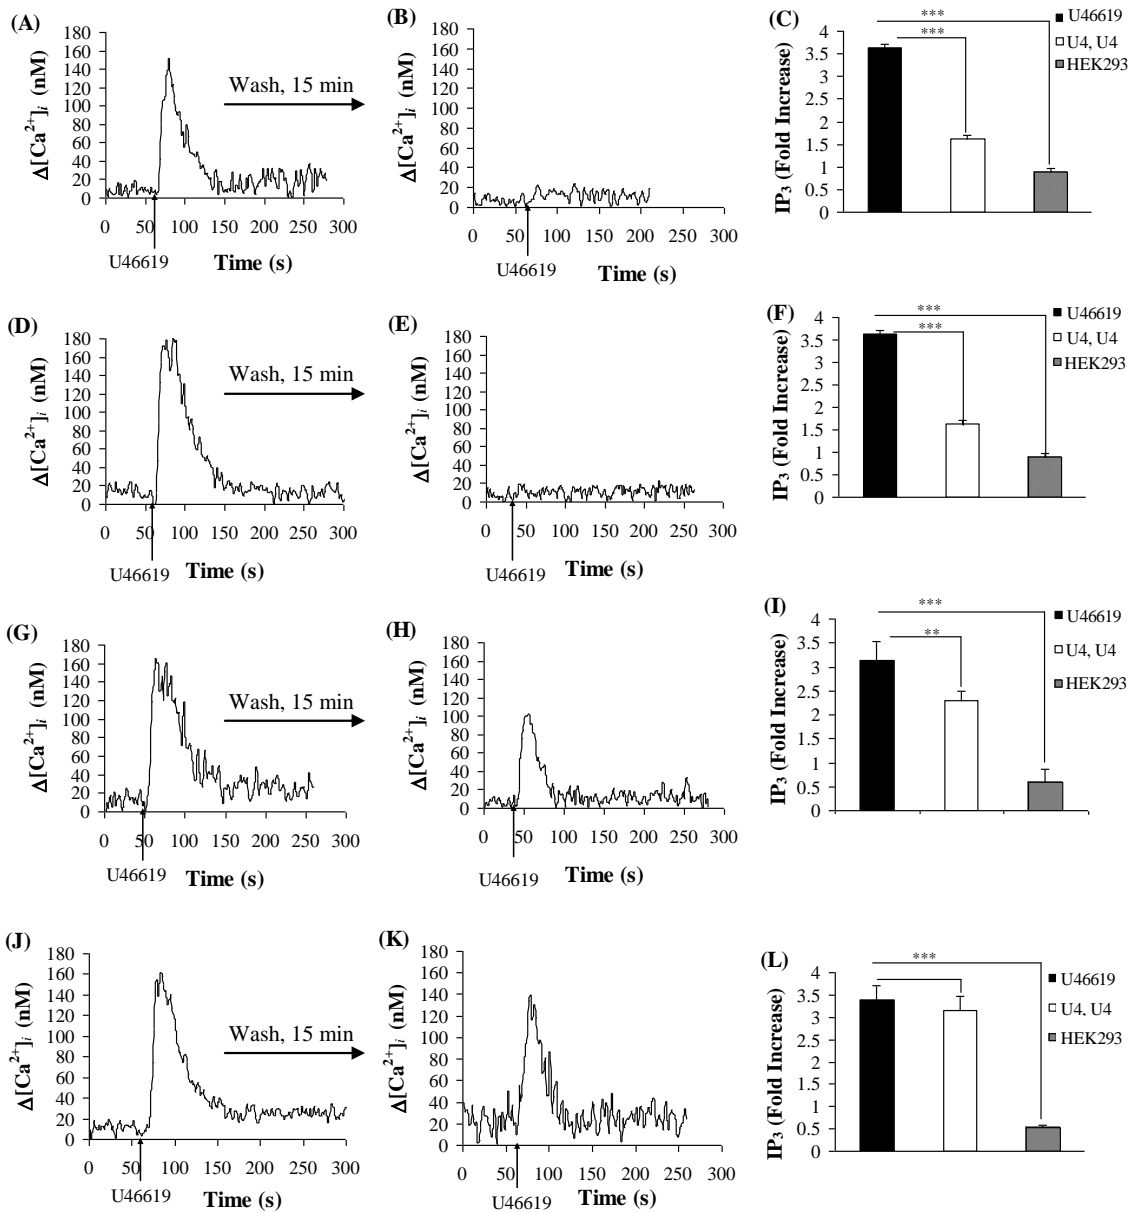 (A)
Δ[Ca2+]i (nM)
180
160
140
120
100
80
60
40
20
0
0 50 100 150 200 250 300
U46619
Time (s)
Wash, 15 min
(B)
Δ[Ca2+]i (nM)
180
160
140
120
100
80
60
40
20
0
0 50 100 150 200 250 300
U46619
Time (s)
(C)
IP3 (Fold Increase)
4
3.5
3
2.5
2
1.5
1
0.5
0
***
***
U46619
U4, U4
HEK293
(D)
Δ[Ca2+]i (nM)
180
160
140
120
100
80
60
40
20
0
0 50 100 150 200 250 300
U46619
Time (s)
Wash, 15 min
(E)
Δ[Ca2+]i (nM)
180
160
140
120
100
80
60
40
20
0
0 50 100 150 200 250 300
U46619
Time (s)
(F)
IP3 (Fold Increase)
4
3.5
3
2.5
2
1.5
1
0.5
0
***
***
U46619
U4, U4
HEK293
(G)
Δ[Ca2+]i (nM)
180
160
140
120
100
80
60
40
20
0
0 50 100 150 200 250 300
U46619
Time (s)
Wash, 15 min
(H)
Δ[Ca2+]i (nM)
180
160
140
120
100
80
60
40
20
0
0 50 100 150 200 250 300
U46619
Time (s)
(I)
IP3 (Fold Increase)
4
3.5
3
2.5
2
1.5
1
0.5
0
***
**
U46619
U4, U4
HEK293
(J)
Δ[Ca2+]i (nM)
180
160
140
120
100
80
60
40
20
0
0 50 100 150 200 250 300
U46619
Time (s)
Wash, 15 min
(K)
Δ[Ca2+]i (nM)
180
160
140
120
100
80
60
40
20
0
0 50 100 150 200 250 300
U46619
Time (s)
(L)
IP3 (Fold Increase)
4
3.5
3
2.5
2
1.5
1
0.5
0
***
U46619
U4, U4
HEK293